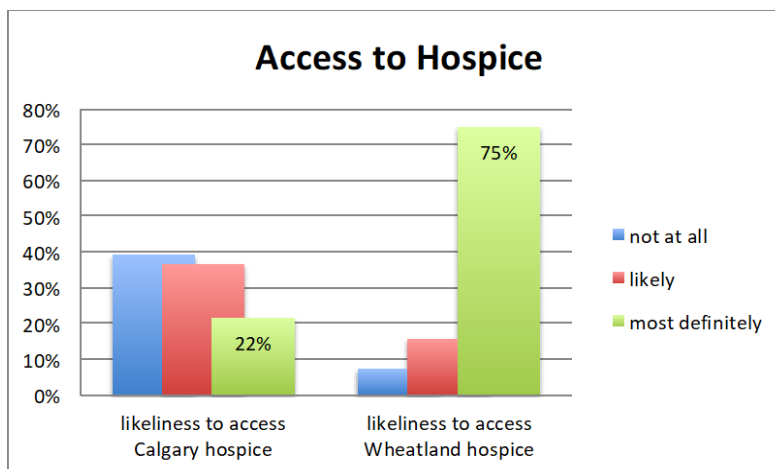 Access to Hospice
80%
70%
60%
50%
40%
30%
20%
10%
0%
75%
22%
not at all
likely
most definitely
likeliness to access
Calgary hospice
likeliness to access
Wheatland hospice